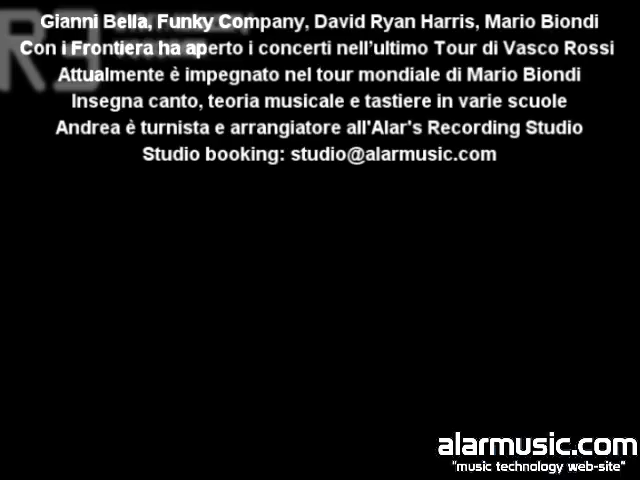 Gianni Bella, Funky Company, David Ryan Harris, Mario Biondi
Con i Frontiera ha aperto i concerti nell'ultimo Tour di Vasco Rossi
Attualmente è impegnato nel tour mondiale di Mario Biondi
Insegna canto, teoria musicale e tastiere in varie scuole
Andrea è turnista e arrangiatore all'Alar's Recording Studio
Studio booking: studio@alarmusic.com
alarmusic.com
"music technology web-site"